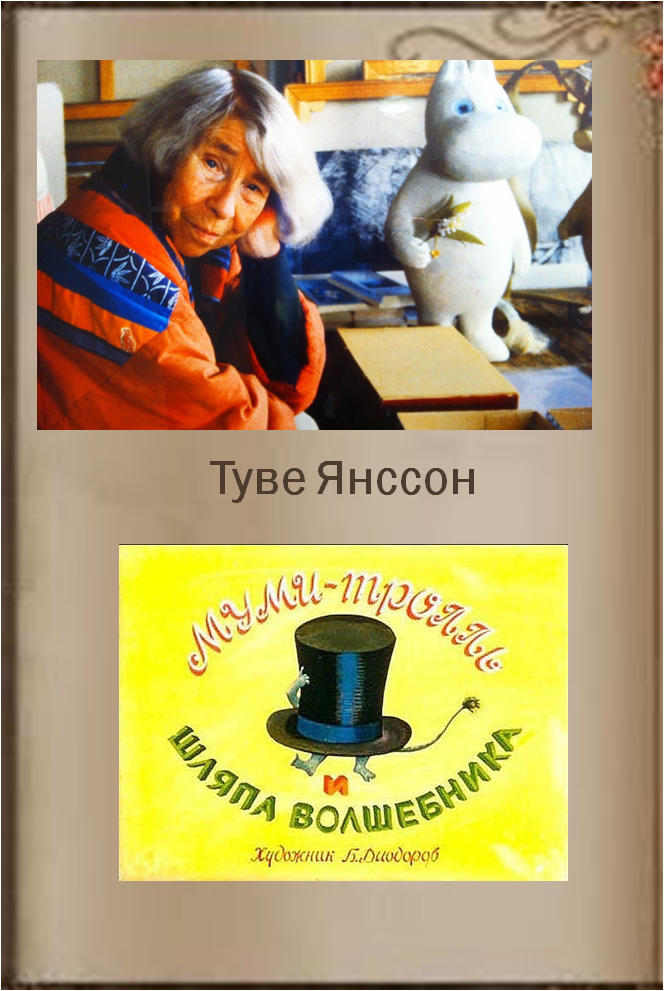 Туве Янссон
МУМИ-ТРОЛЛЬ
И
ШЛЯПА ВОЛШЕБНИКА
Художник Б.Диодоров